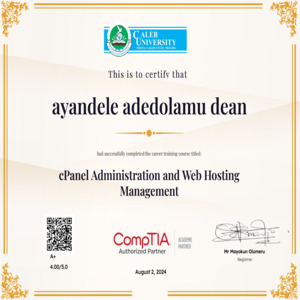 CALEB
UNIVERSITY
This is to certify that
ayandele adedolamu dean
had successfully completed the career training course titled:
cPanel Administration and Web Hosting
Management
A+
4.00/5.0
CompTIA
Authorized Partner
ACADEMIC
PARTNER
August 2, 2024
Mr Mayokun Olumeru
Registrar